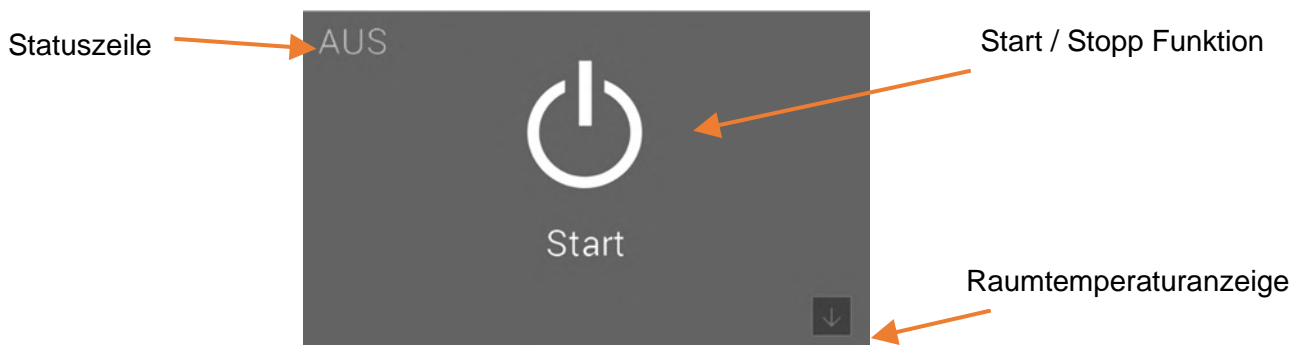 Statuszeile
AUS
Start / Stopp Funktion
Start
Raumtemperaturanzeige